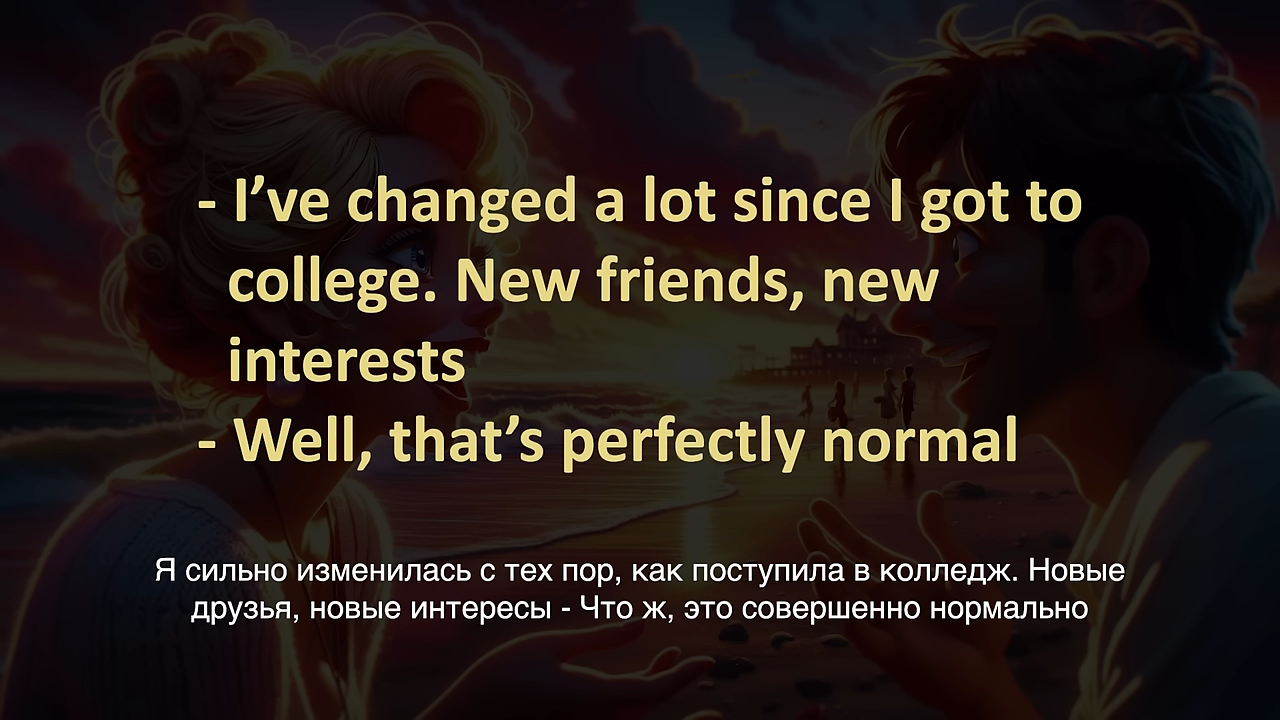 - I’ve changed a lot since I got to
college. New friends, new
interests
- Well, that’s perfectly normal
Я сильно изменилась с тех пор, как поступила в колледж. Новые
друзья, новые интересы - Что ж, это совершенно нормально